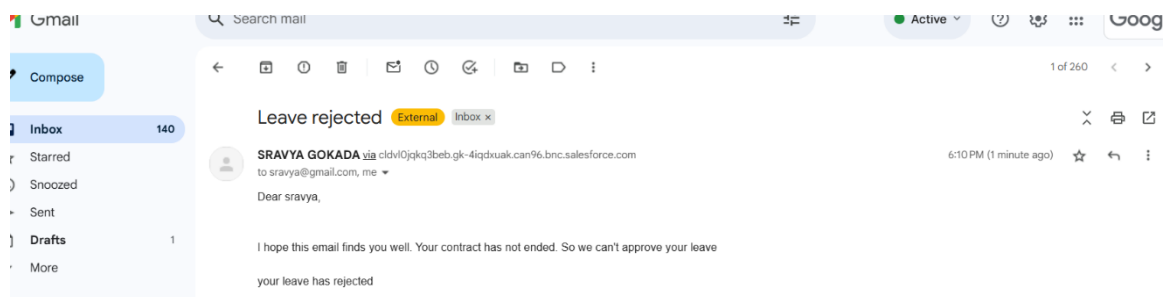 Gmail
Search mail
Active
Compose
1 of 260
Leave rejected External Inbox ×
Inbox 140
SRAVYA GOKADA via cldvl0jqkq3beb.gk-4iqdxuak.can96.bnc.salesforce.com 6:10 PM (1 minute ago)
Starred
to sravya@gmail.com, me
Snoozed
Dear sravya,
Sent
Drafts 1
I hope this email finds you well. Your contract has not ended. So we can't approve your leave
More
your leave has rejected